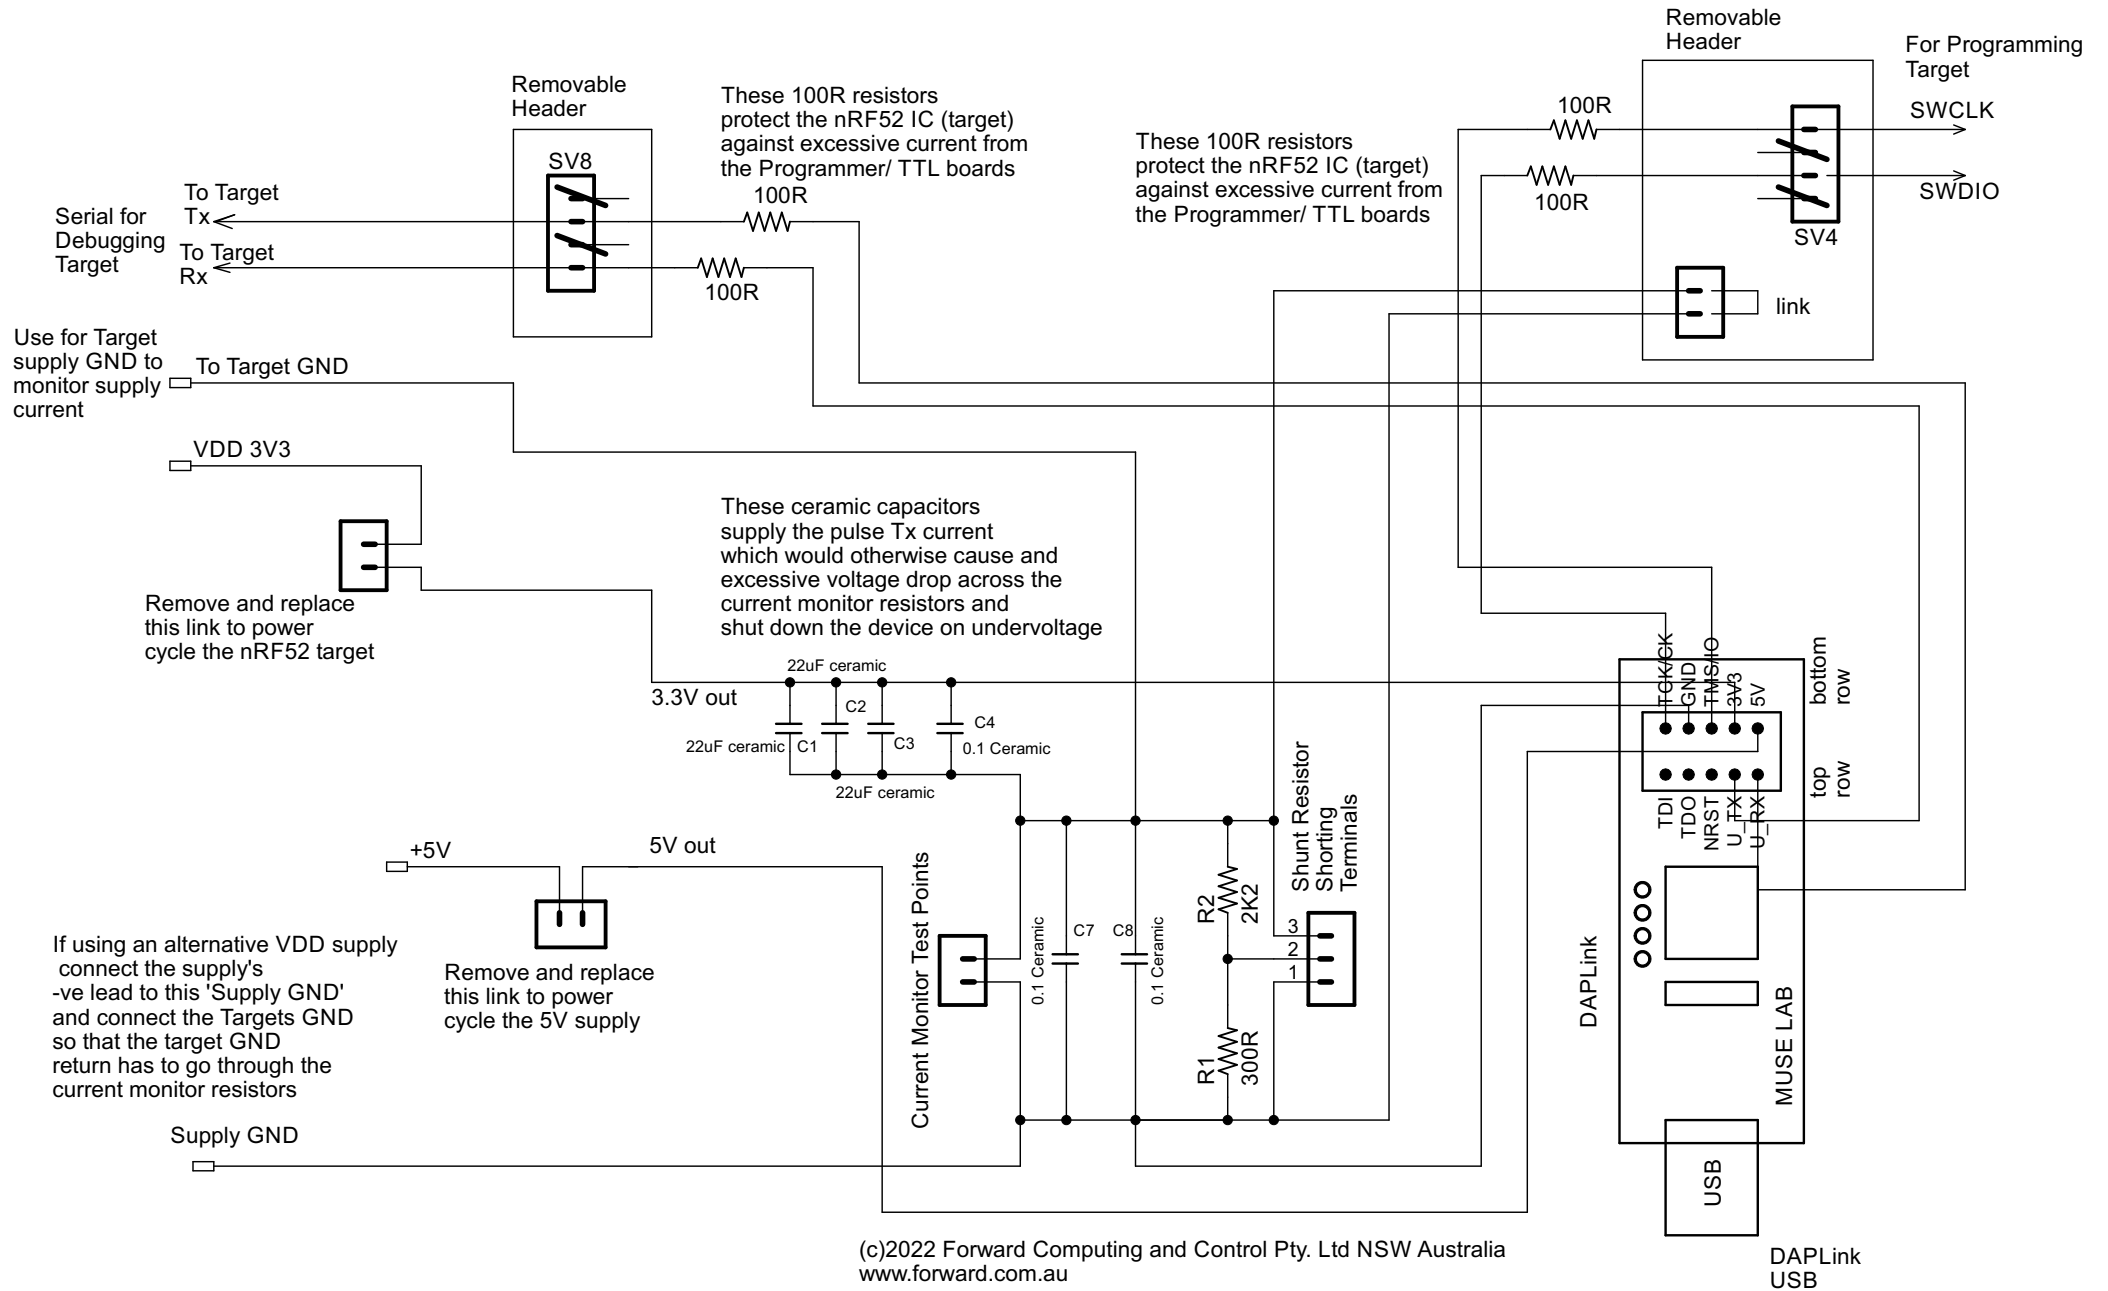 Removable
Header
For Programming
Target
SWCLK
SWDIO
100R
100R
SV4
link
Removable
Header
SV8
These 100R resistors
protect the nRF52 IC (target)
against excessive current from
the Programmer/ TTL boards
100R
100R
These 100R resistors
protect the nRF52 IC (target)
against excessive current from
the Programmer/ TTL boards
To Target
Tx
To Target
Rx
Serial for
Debugging
Target
Use for Target
supply GND to
monitor supply
current
To Target GND
VDD 3V3
Remove and replace
this link to power
cycle the nRF52 target
These ceramic capacitors
supply the pulse Tx current
which would otherwise cause and
excessive voltage drop across the
current monitor resistors and
shut down the device on undervoltage
22uF ceramic
3.3V out
C2
C4
22uF ceramic
C1
C3
0.1 Ceramic
22uF ceramic
TCK/CK
GND
TMS/IO
3V3
5V
bottom
row
top
row
TDI
TDO
NRST
U_TX
U_RX
+5V
5V out
Remove and replace
this link to power
cycle the 5V supply
If using an alternative VDD supply
connect the supply's
-ve lead to this 'Supply GND'
and connect the Targets GND
so that the target GND
return has to go through the
current monitor resistors
Supply GND
Current Monitor Test Points
0.1 Ceramic
C7
C8
0.1 Ceramic
R2
2K2
R1
300R
Shunt Resistor
Shorting
Terminals
3
2
1
DAPLink
MUSE LAB
USB
DAPLink
USB
(c)2022 Forward Computing and Control Pty. Ltd NSW Australia
www.forward.com.au